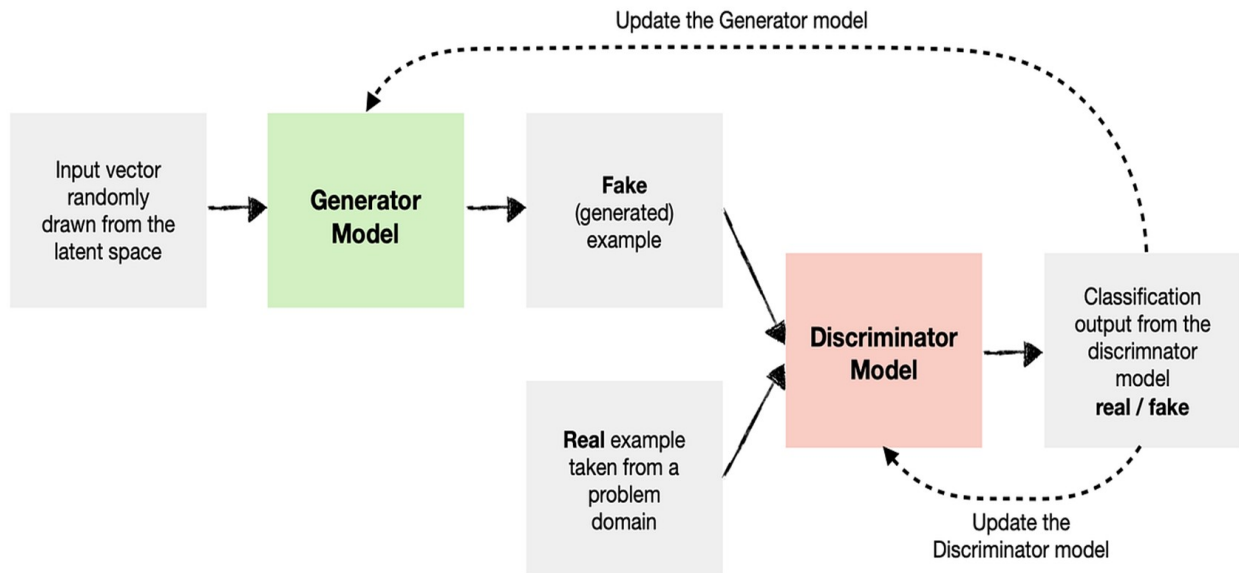 Update the Generator model
Input vector
randomly
drawn from the
latent space
Generator
Model
Fake
(generated)
example
Discriminator
Model
Classification
output from the
discrimnator
model
real / fake
Real example
taken from a
problem
domain
Update the
Discriminator model